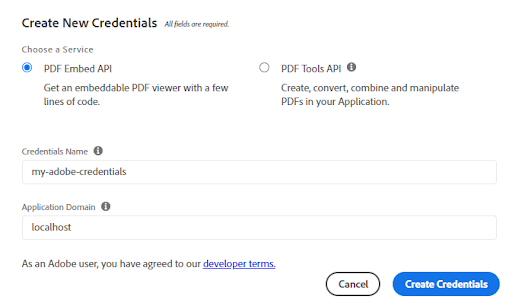 Create New Credentials All fields are required.
Choose a Service
PDF Embed API
Get an embeddable PDF viewer with a few
lines of code.
PDF Tools API
Create, convert, combine and manipulate
PDFs in your Application.
Credentials Name
my-adobe-credentials
Application Domain
localhost
As an Adobe user, you have agreed to our developer terms.
Cancel
Create Credentials